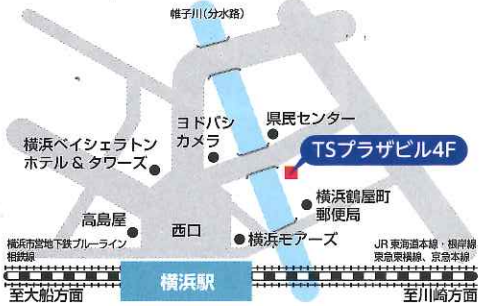 帷子川(分水路)
ヨドバシ
カメラ
県民センター
TSプラザビル4F
横浜ベイシェラトン
ホテル & タワーズ
横浜鶴屋町
郵便局
高島屋
西口
横浜モアーズ
横浜市営地下鉄ブルーライン
相鉄線
JR東海道本線・根岸線
東急東横線、京急本線
横浜駅
至大船方面
至川崎方面